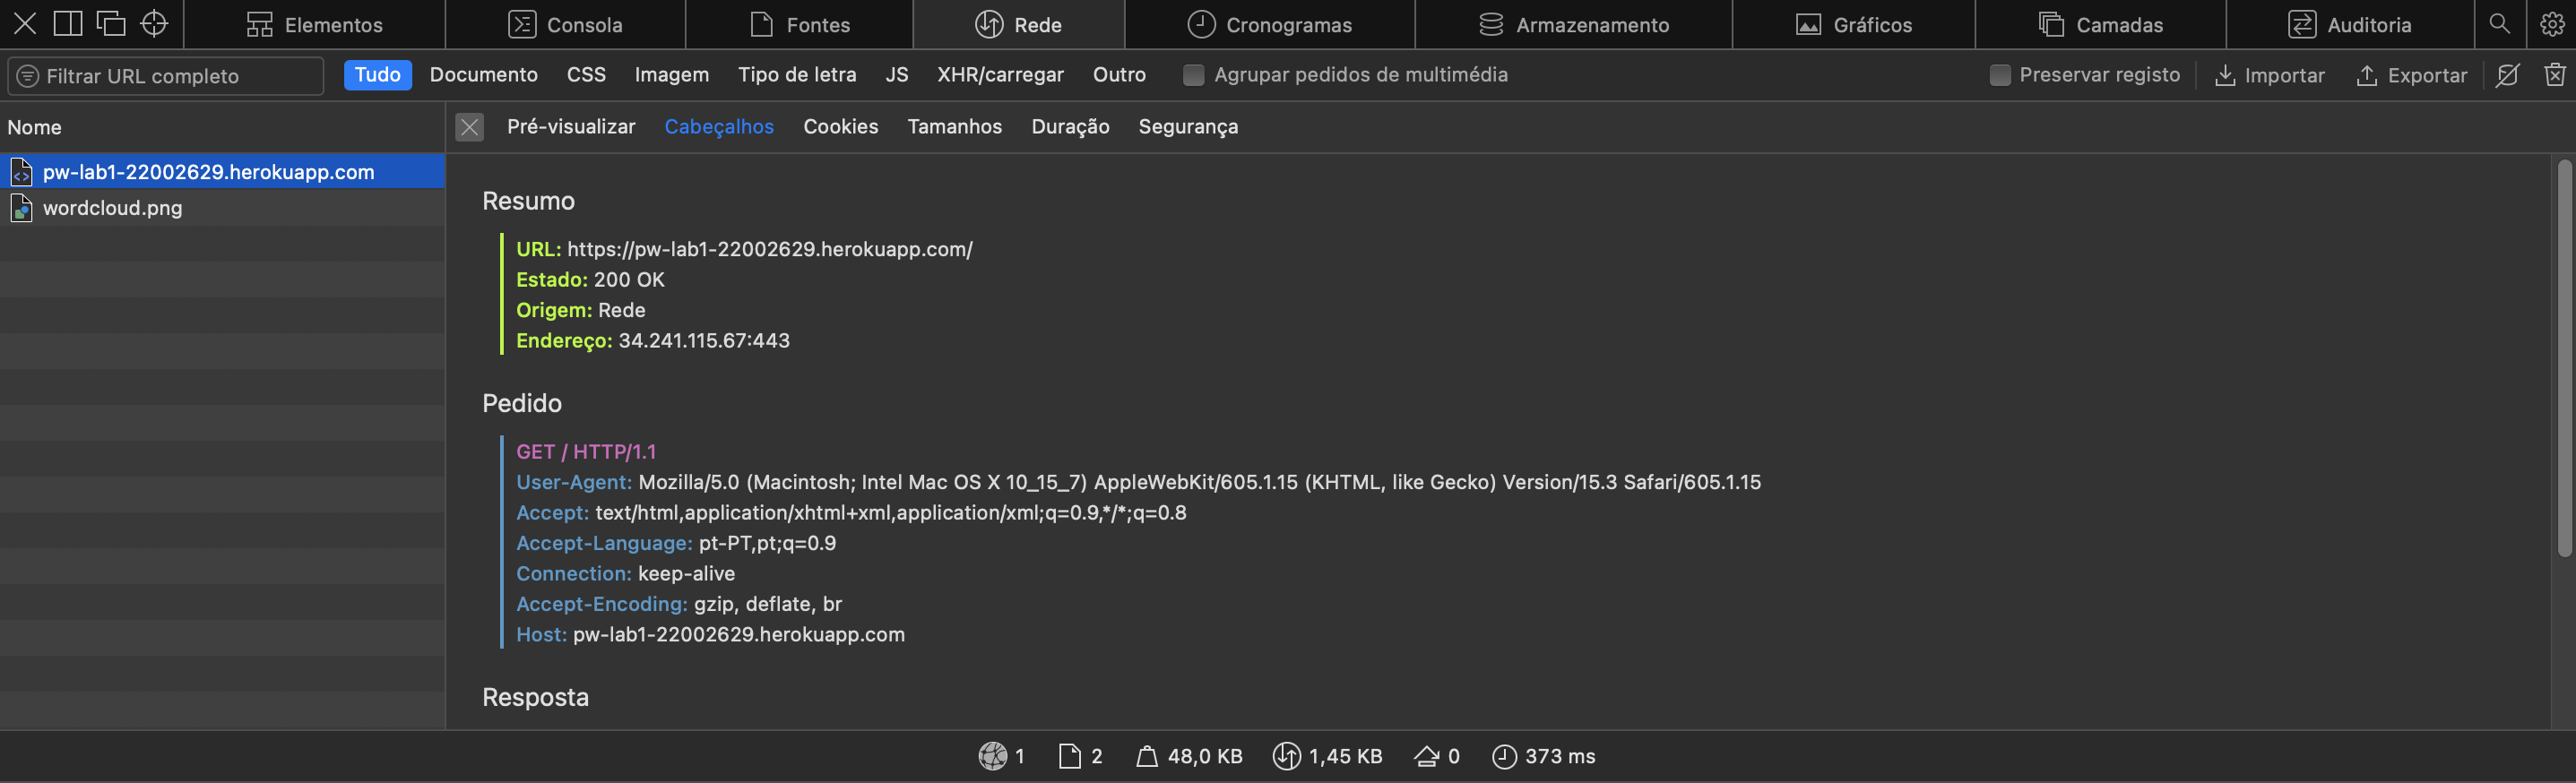 Elementos Consola Fontes Rede Cronogramas Armazenamento Gráficos Camadas Auditoria
Filtrar URL completo Tudo Documento CSS Imagem Tipo de letra JS XHR/carregar Outro Agrupar pedidos de multimédia Preservar registo Importar Exportar
Nome Pré-visualizar Cabeçalhos Cookies Tamanhos Duração Segurança
pw-lab1-22002629.herokuapp.com
wordcloud.png
Resumo
URL: https://pw-lab1-22002629.herokuapp.com/
Estado: 200 OK
Origem: Rede
Endereço: 34.241.115.67:443
Pedido
GET / HTTP/1.1
User-Agent: Mozilla/5.0 (Macintosh; Intel Mac OS X 10_15_7) AppleWebKit/605.1.15 (KHTML, like Gecko) Version/15.3 Safari/605.1.15
Accept: text/html,application/xhtml+xml,application/xml;q=0.9,*/*;q=0.8
Accept-Language: pt-PT,pt;q=0.9
Connection: keep-alive
Accept-Encoding: gzip, deflate, br
Host: pw-lab1-22002629.herokuapp.com
Resposta
1 2 48,0 KB 1,45 KB 0 373 ms